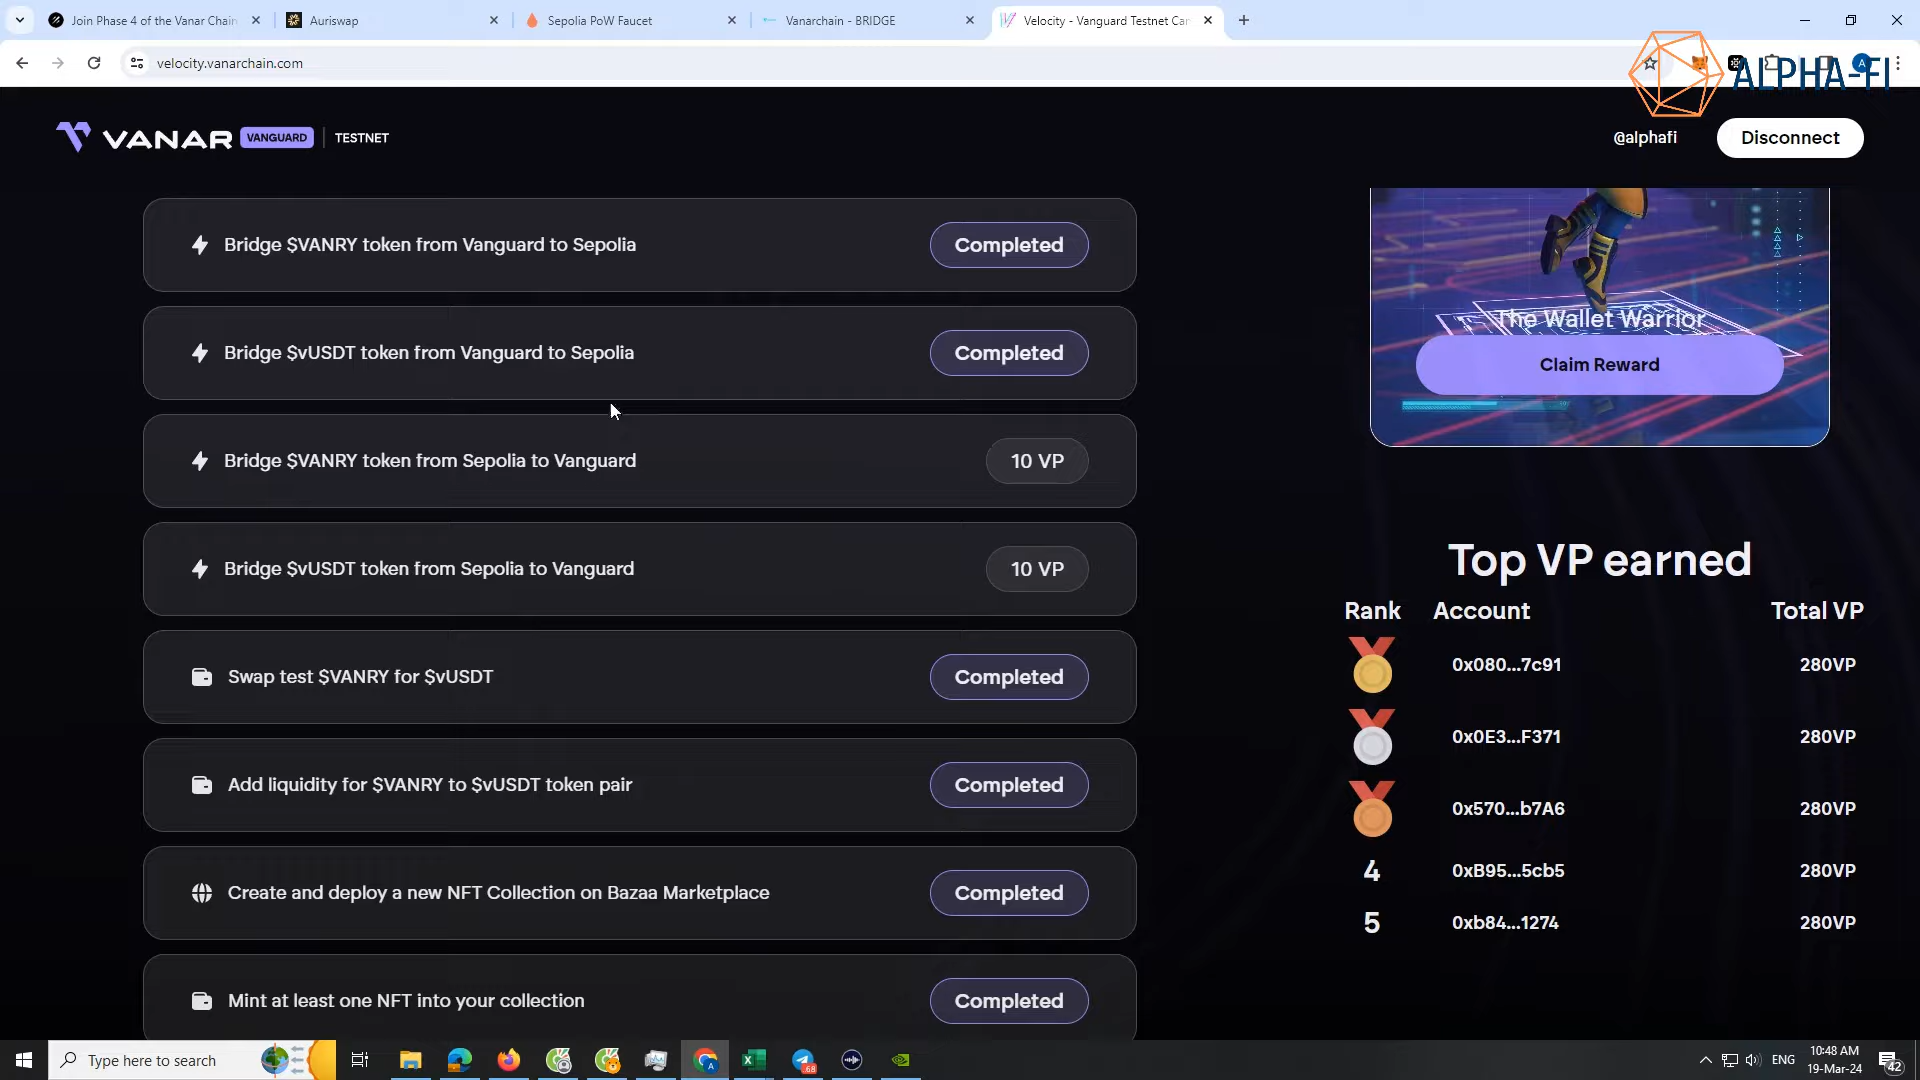 Join Phase 4 of the Vanar Chain
Auriswap
Sepolia PoW Faucet
Vanarchain - BRIDGE
Velocity - Vanguard Testnet Car
velocity.vanarchain.com
A
ALPHA-FI
VANAR VANGUARD TESTNET
@alphafi
Disconnect
Bridge $VANRY token from Vanguard to Sepolia
Completed
Bridge $vUSDT token from Vanguard to Sepolia
Completed
Bridge $VANRY token from Sepolia to Vanguard
10 VP
Bridge $vUSDT token from Sepolia to Vanguard
10 VP
Swap test $VANRY for $vUSDT
Completed
Add liquidity for $VANRY to $vUSDT token pair
Completed
Create and deploy a new NFT Collection on Bazaa Marketplace
Completed
Mint at least one NFT into your collection
Completed
The Wallet Warrior
Claim Reward
Top VP earned
Rank Account Total VP
0x080...7c91 280VP
0x0E3...F371 280VP
0x570...b7A6 280VP
4 0xB95...5cb5 280VP
5 0xb84...1274 280VP
Type here to search
A
68
ENG
10:48 AM
19-Mar-24
42